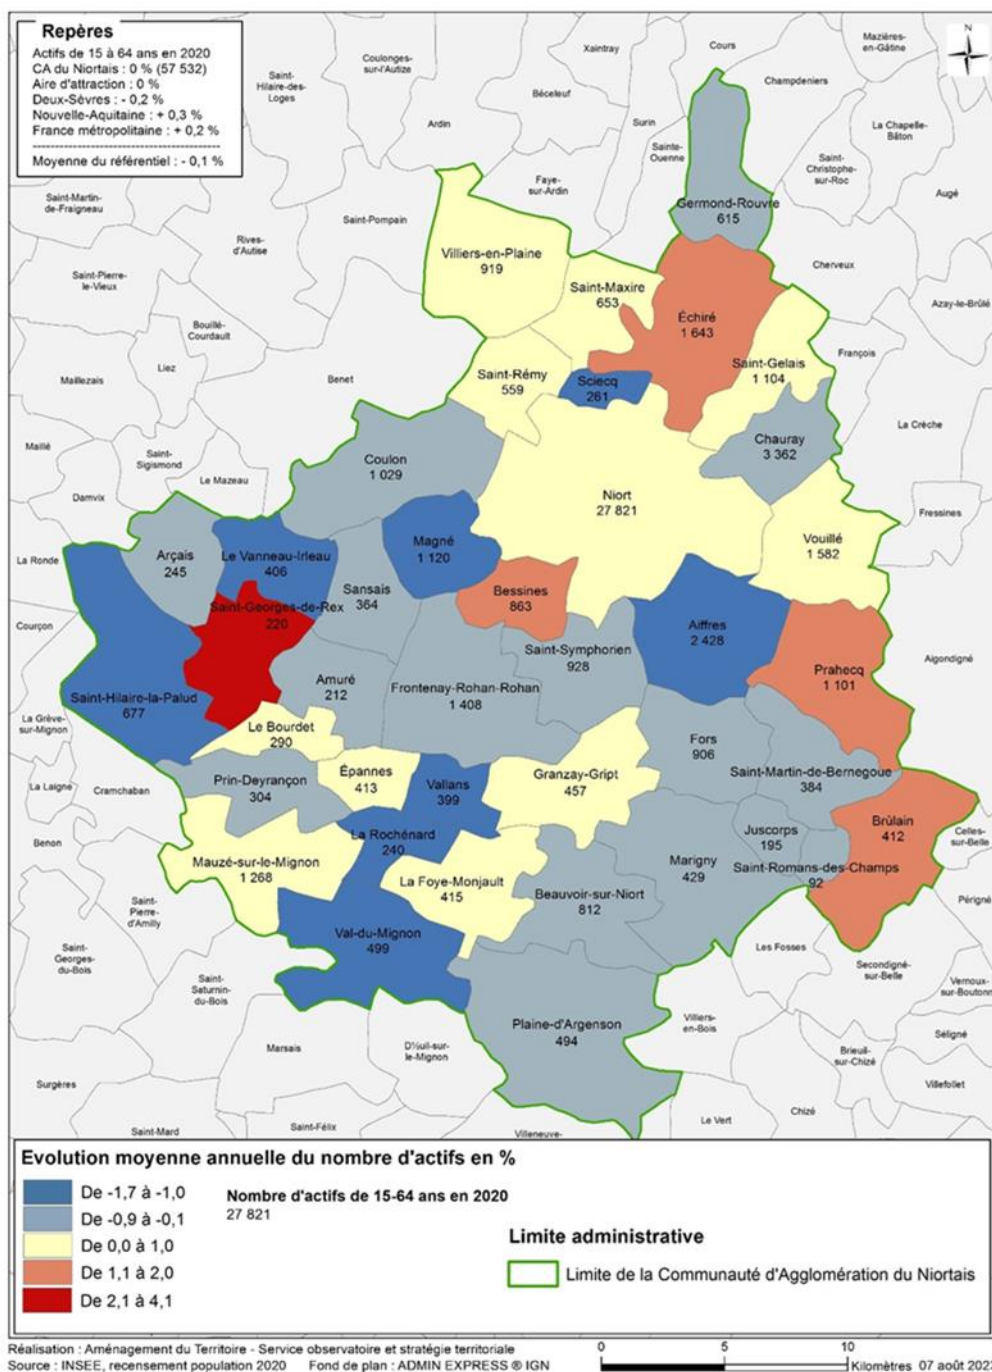 Repères
Actifs de 15 à 64 ans en 2020
CA du Niortais : 0 % (57 532)
Aire d'attraction : 0 %
Deux-Sèvres : - 0,2 %
Nouvelle-Aquitaine : + 0,3 %
France métropolitaine : + 0,2 %
Moyenne du référentiel : - 0,1 %
N
Xaintray
Cours
Mazières-
en-Gâtine
Coulonges-
sur-l'Autize
Saint-
Hilaire-des-
Loges
Béceleuf
Champdeniers
Ardin
Surin
La Chapelle-
Bâton
Sainte-
Ouenne
Saint-
Christophe-
sur-Roc
Faye-
sur-Ardin
Augé
Saint-Martin-
de-Fraigneau
Saint-Pompain
Germond-Rouvre
615
Rives-
d'Autise
Villiers-en-Plaine
919
Cherveux
Saint-Pierre-
le-Vieux
Saint-Maxire
653
Azay-le-Brûlé
Échiré
1 643
Bouillé-
Courdault
François
Saint-Gelais
1 104
Liez
Maillezais
Benet
Saint-Rémy
559
Sciecq
261
La Crèche
Chauray
3 362
Maillé
Saint-
Sigismond
Coulon
1 029
Le Mazeau
Damvix
Niort
27 821
Fressines
Vouillé
1 582
La Ronde
Arçais
245
Le Vanneau-Irleau
406
Magné
1 120
Sansais
364
Bessines
863
Saint-Georges-de-Rex
220
Courçon
Aiffres
2 428
Saint-Symphorien
928
Aigondigné
Prahecq
1 101
Saint-Hilaire-la-Palud
677
Amuré
212
Frontenay-Rohan-Rohan
1 408
La Grève-
sur-Mignon
Le Bourdet
290
Fors
906
Saint-Martin-de-Bernegoue
384
La Laigne
Cramchaban
Prin-Deyrançon
304
Épannes
413
Vallans
399
Granzay-Gript
457
Benon
La Rochénard
240
Juscorps
195
Brûlain
412
Celles-
sur-Belle
Mauzé-sur-le-Mignon
1 268
Marigny
429
Saint-Romans-des-Champs
92
La Foye-Monjault
415
Beauvoir-sur-Niort
812
Saint-
Pierre-
d'Amilly
Périgné
Val-du-Mignon
499
Les Fosses
Saint-
Georges-
du-Bois
Secondigné-
sur-Belle
Saint-
Saturnin-
du-Bois
Vernoux-
sur-Boutonn
Plaine-d'Argenson
494
Villiers-
en-Bois
Marsais
D½uil-sur-
le-Mignon
Séligné
Brieuil-
sur-Chizé
Surgères
Villefollet
Le Vert
Chizé
Saint-Mard
Saint-Félix
Villeneuve-
Evolution moyenne annuelle du nombre d'actifs en %
De -1,7 à -1,0
De -0,9 à -0,1
De 0,0 à 1,0
De 1,1 à 2,0
De 2,1 à 4,1
Nombre d'actifs de 15-64 ans en 2020
27 821
Limite administrative
Limite de la Communauté d'Agglomération du Niortais
Réalisation : Aménagement du Territoire - Service observatoire et stratégie territoriale
Source : INSEE, recensement population 2020 Fond de plan : ADMIN EXPRESS ® IGN
0 5 10
Kilomètres 07 août 202